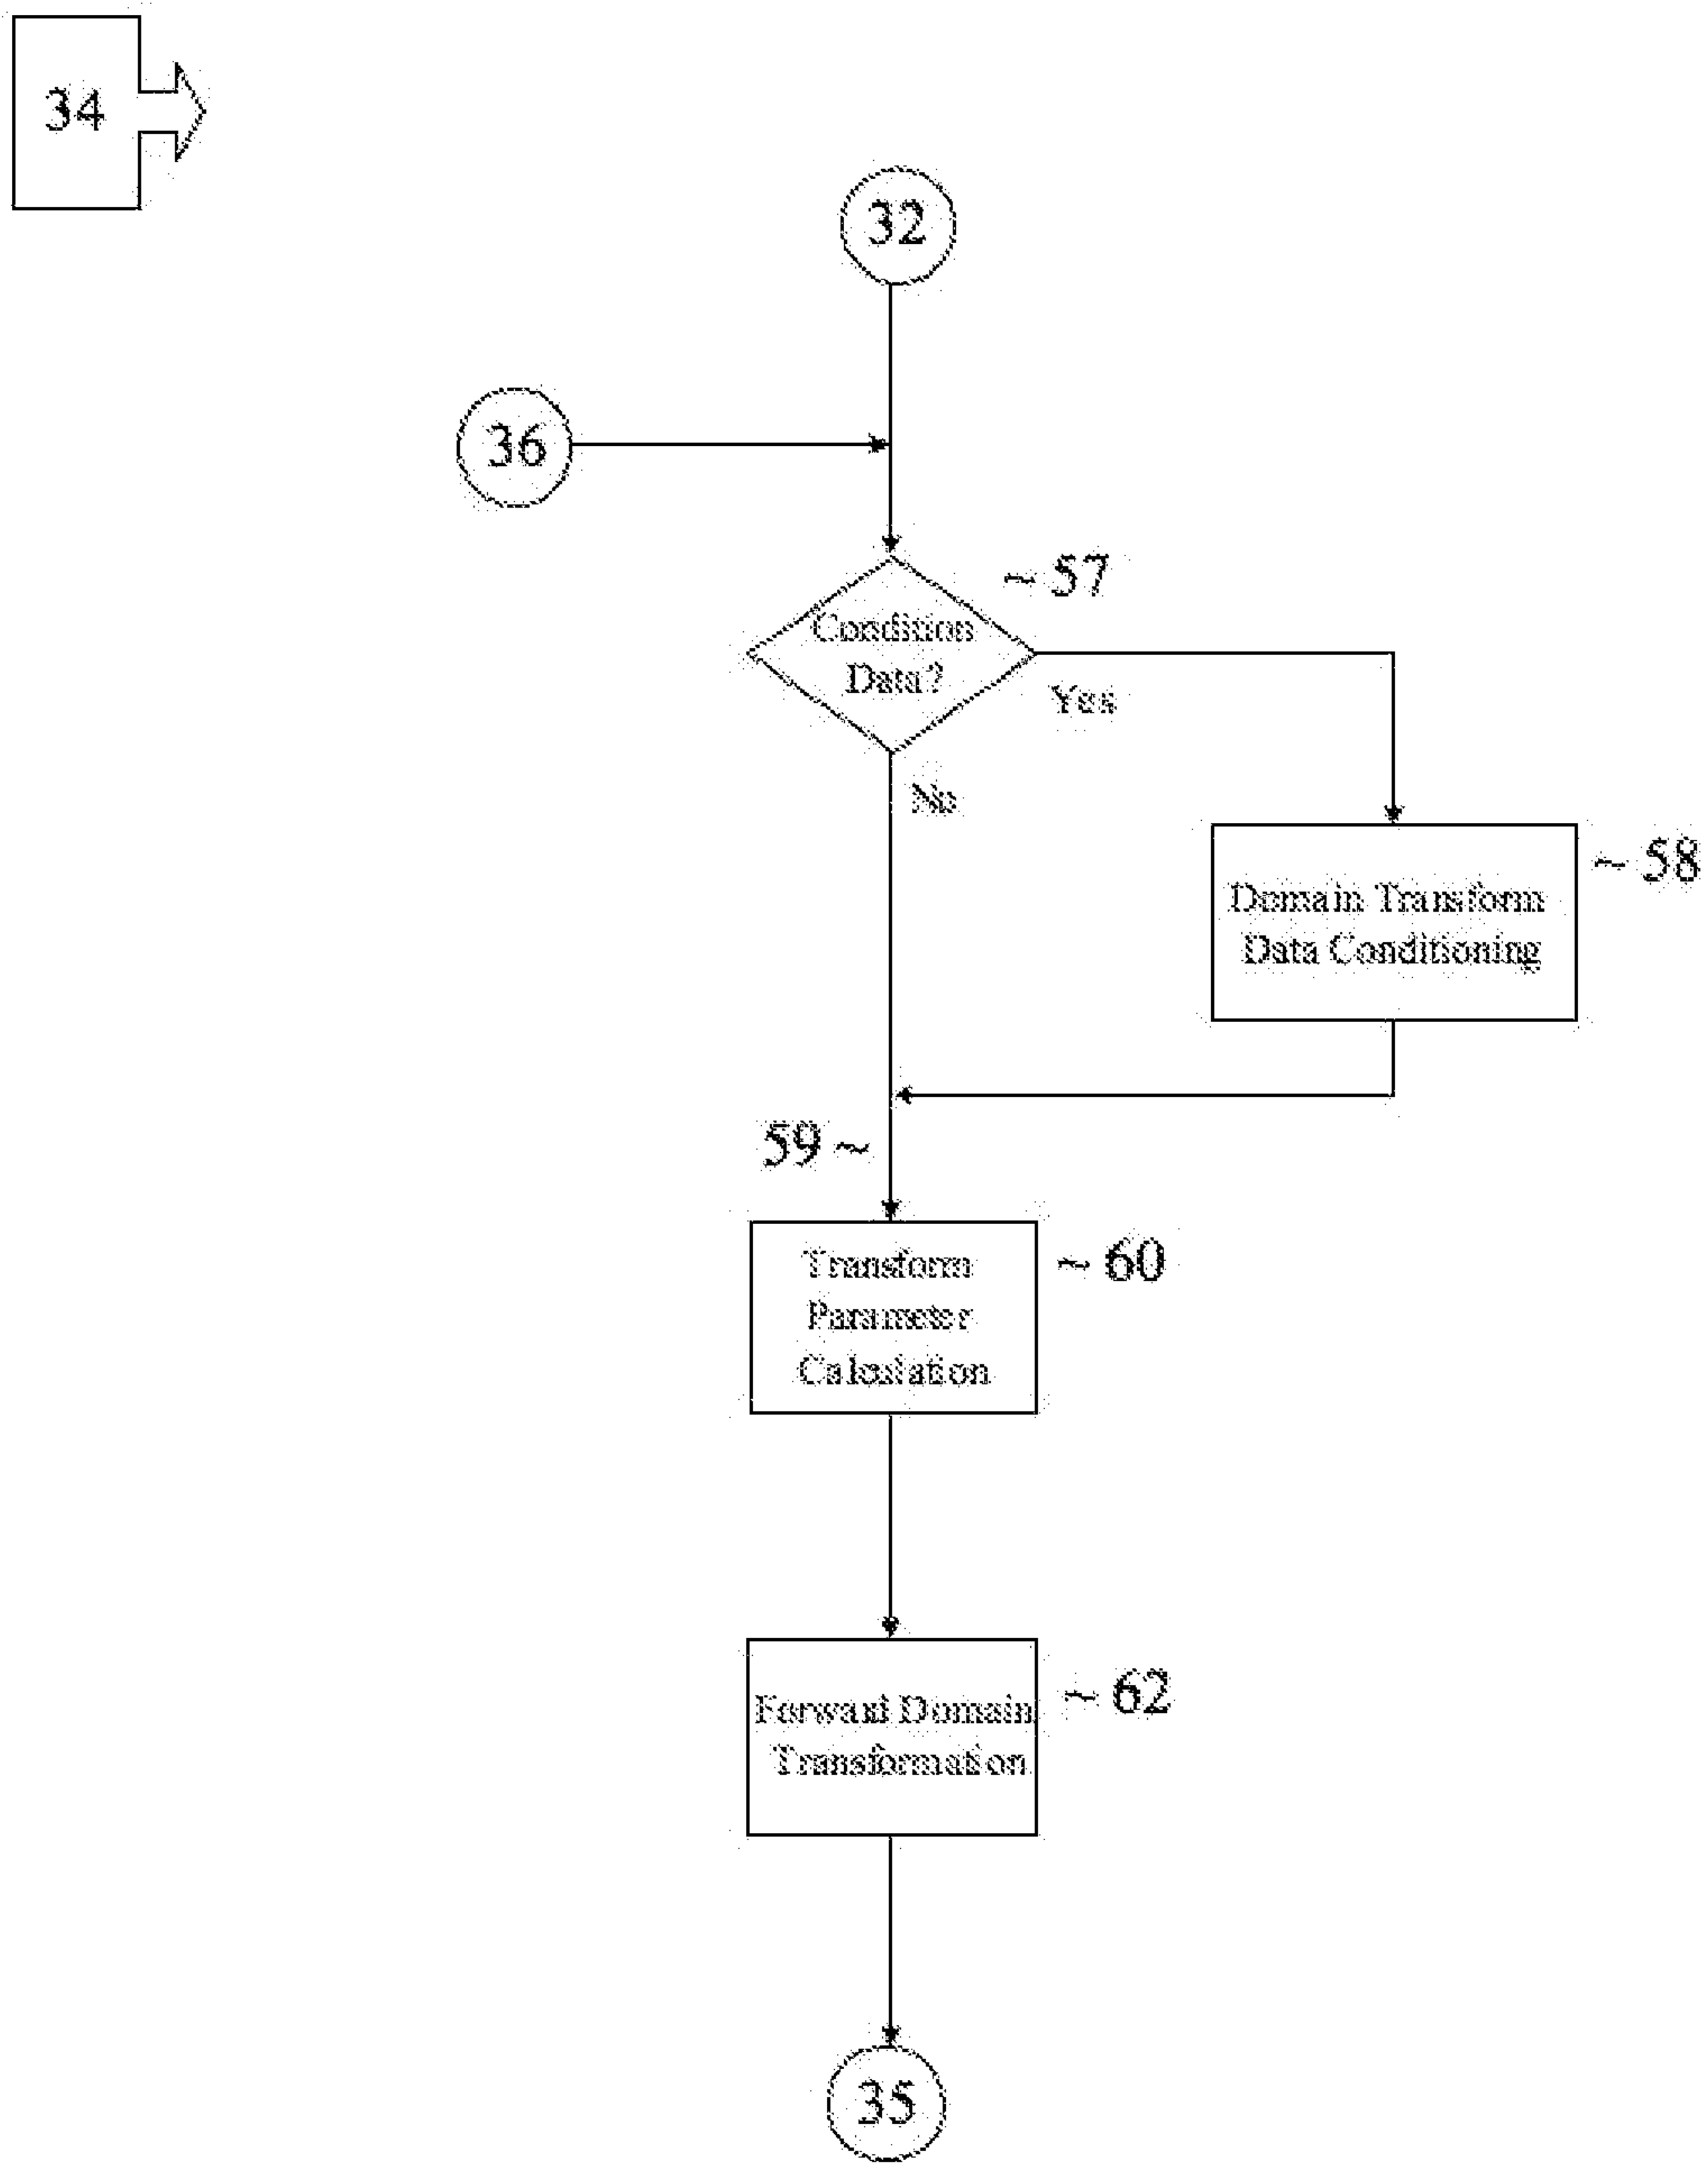 34
32
36
~ 57
Condition
Data?
Yes
No
~ 58
Domain Transform
Data Conditioning
59 ~
~ 60
Transform
Parameter
Calculation
~ 62
Forward Domain
Transformation
35